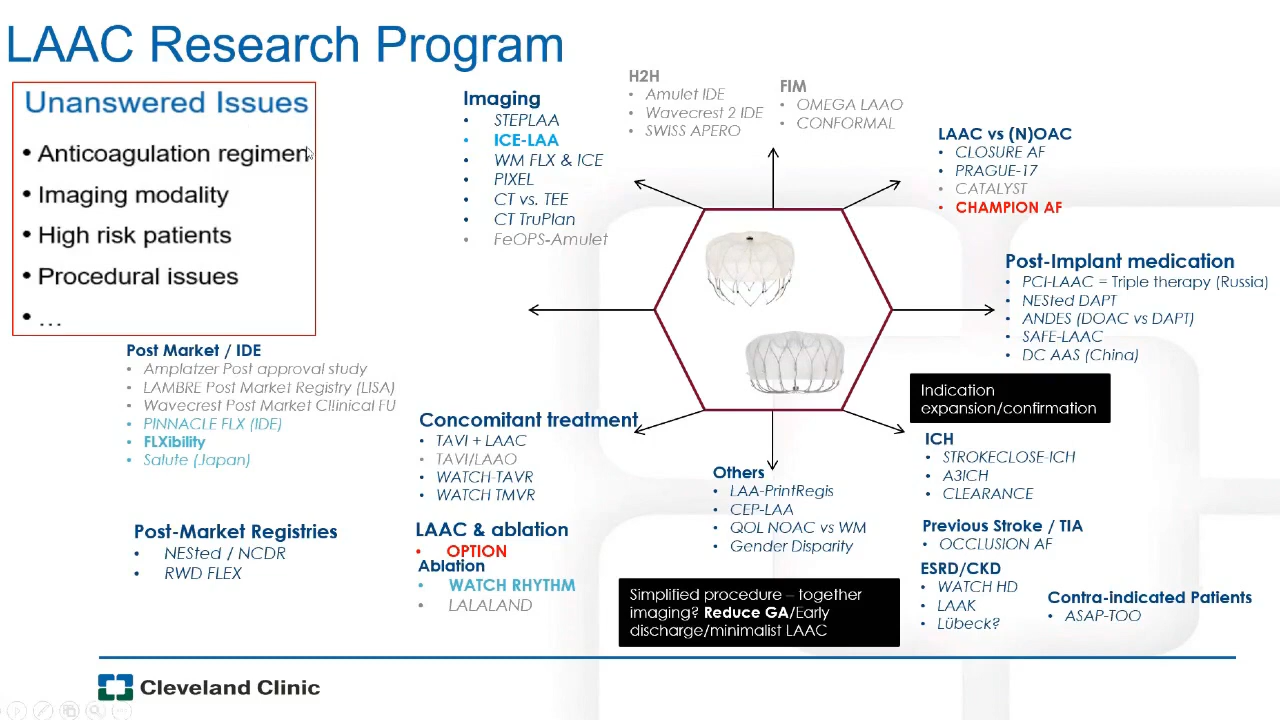 LAAC Research Program
Unanswered Issues
• Anticoagulation regimen
• Imaging modality
• High risk patients
• Procedural issues
• ...
Imaging
• STEPLAA
• ICE-LAA
• WM FLX & ICE
• PIXEL
• CT vs. TEE
• CT TruPlan
• FeOPS-Amulet
H2H
• Amulet IDE
• Wavecrest 2 IDE
• SWISS APERO
FIM
• OMEGA LAAO
• CONFORMAL
LAAC vs (N)OAC
• CLOSURE AF
• PRAGUE-17
• CATALYST
• CHAMPION AF
Post-Implant medication
• PCI-LAAC = Triple therapy (Russia)
• NESted DAPT
• ANDES (DOAC vs DAPT)
• SAFE-LAAC
• DC AAS (China)
Indication
expansion/confirmation
Post Market / IDE
• Amplatzer Post approval study
• LAMBRE Post Market Registry (LISA)
• Wavecrest Post Market Cllinical FU
• PINNACLE FLX (IDE)
• FLXibility
• Salute (Japan)
Concomitant treatment
• TAVI + LAAC
• TAVI/LAAO
• WATCH-TAVR
• WATCH TMVR
Others
• LAA-PrintRegis
• CEP-LAA
• QOL NOAC vs WM
• Gender Disparity
ICH
• STROKECLOSE-ICH
• A3ICH
• CLEARANCE
Post-Market Registries
• NESted / NCDR
• RWD FLEX
LAAC & ablation
• OPTION
Ablation
• WATCH RHYTHM
• LALALAND
Simplified procedure – together
imaging? Reduce GA/Early
discharge/minimalist LAAC
Previous Stroke / TIA
• OCCLUSION AF
ESRD/CKD
• WATCH HD
• LAAK
• Lübeck?
Contra-indicated Patients
• ASAP-TOO
Cleveland Clinic